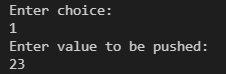 Enter choice:
1
Enter value to be pushed:
23